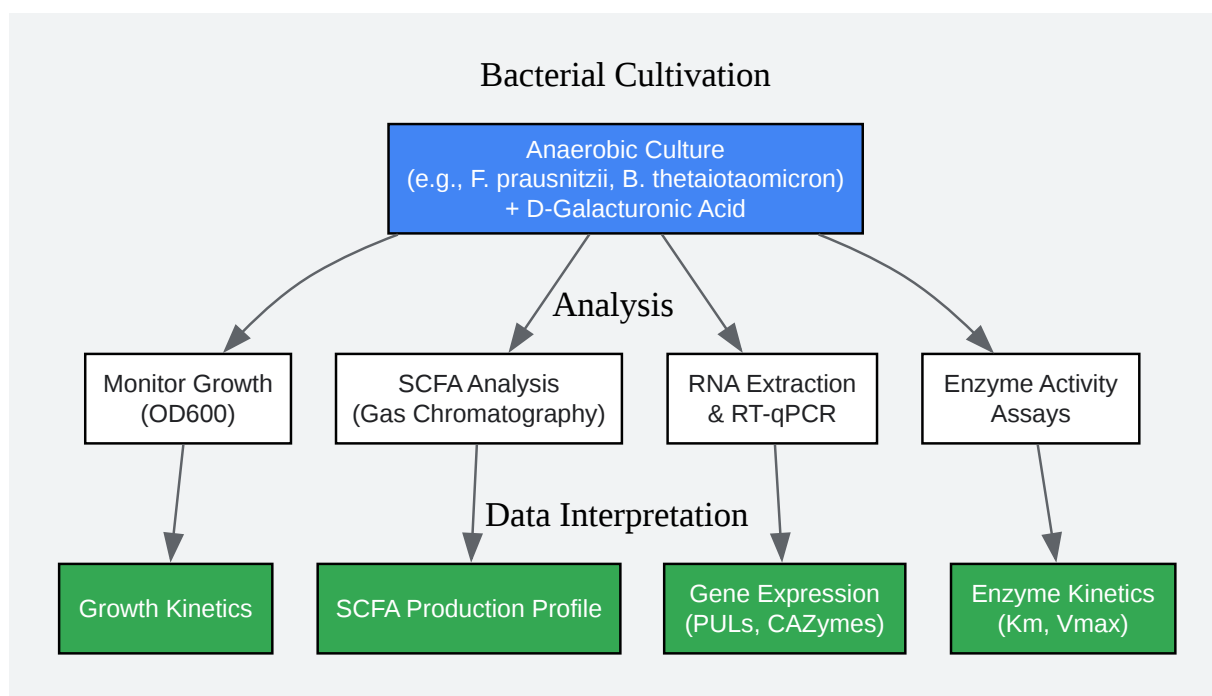 Bacterial Cultivation
Anaerobic Culture
(e.g., F. prausnitzii, B. thetaiotaomicron)
+ D-Galacturonic Acid
Analysis
Monitor Growth
(OD600)
SCFA Analysis
(Gas Chromatography)
RNA Extraction
& RT-qPCR
Enzyme Activity
Assays
Data Interpretation
Growth Kinetics
SCFA Production Profile
Gene Expression
(PULs, CAZymes)
Enzyme Kinetics
(Km, Vmax)